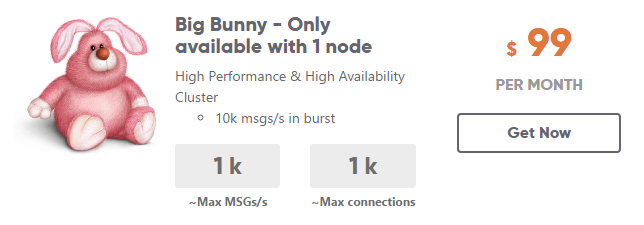 Big Bunny - Only
available with 1 node
High Performance & High Availability
Cluster
10k msgs/s in burst
1 k
~Max MSGs/s
1 k
~Max connections
$ 99
PER MONTH
Get Now